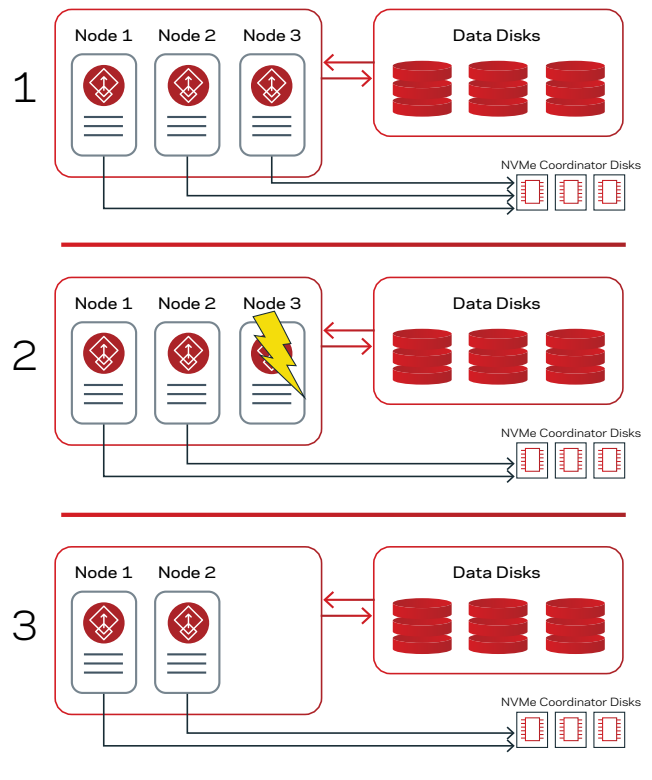 1
Node 1 Node 2 Node 3
Data Disks
NVMe Coordinator Disks
2
Node 1 Node 2 Node 3
Data Disks
NVMe Coordinator Disks
3
Node 1 Node 2
Data Disks
NVMe Coordinator Disks